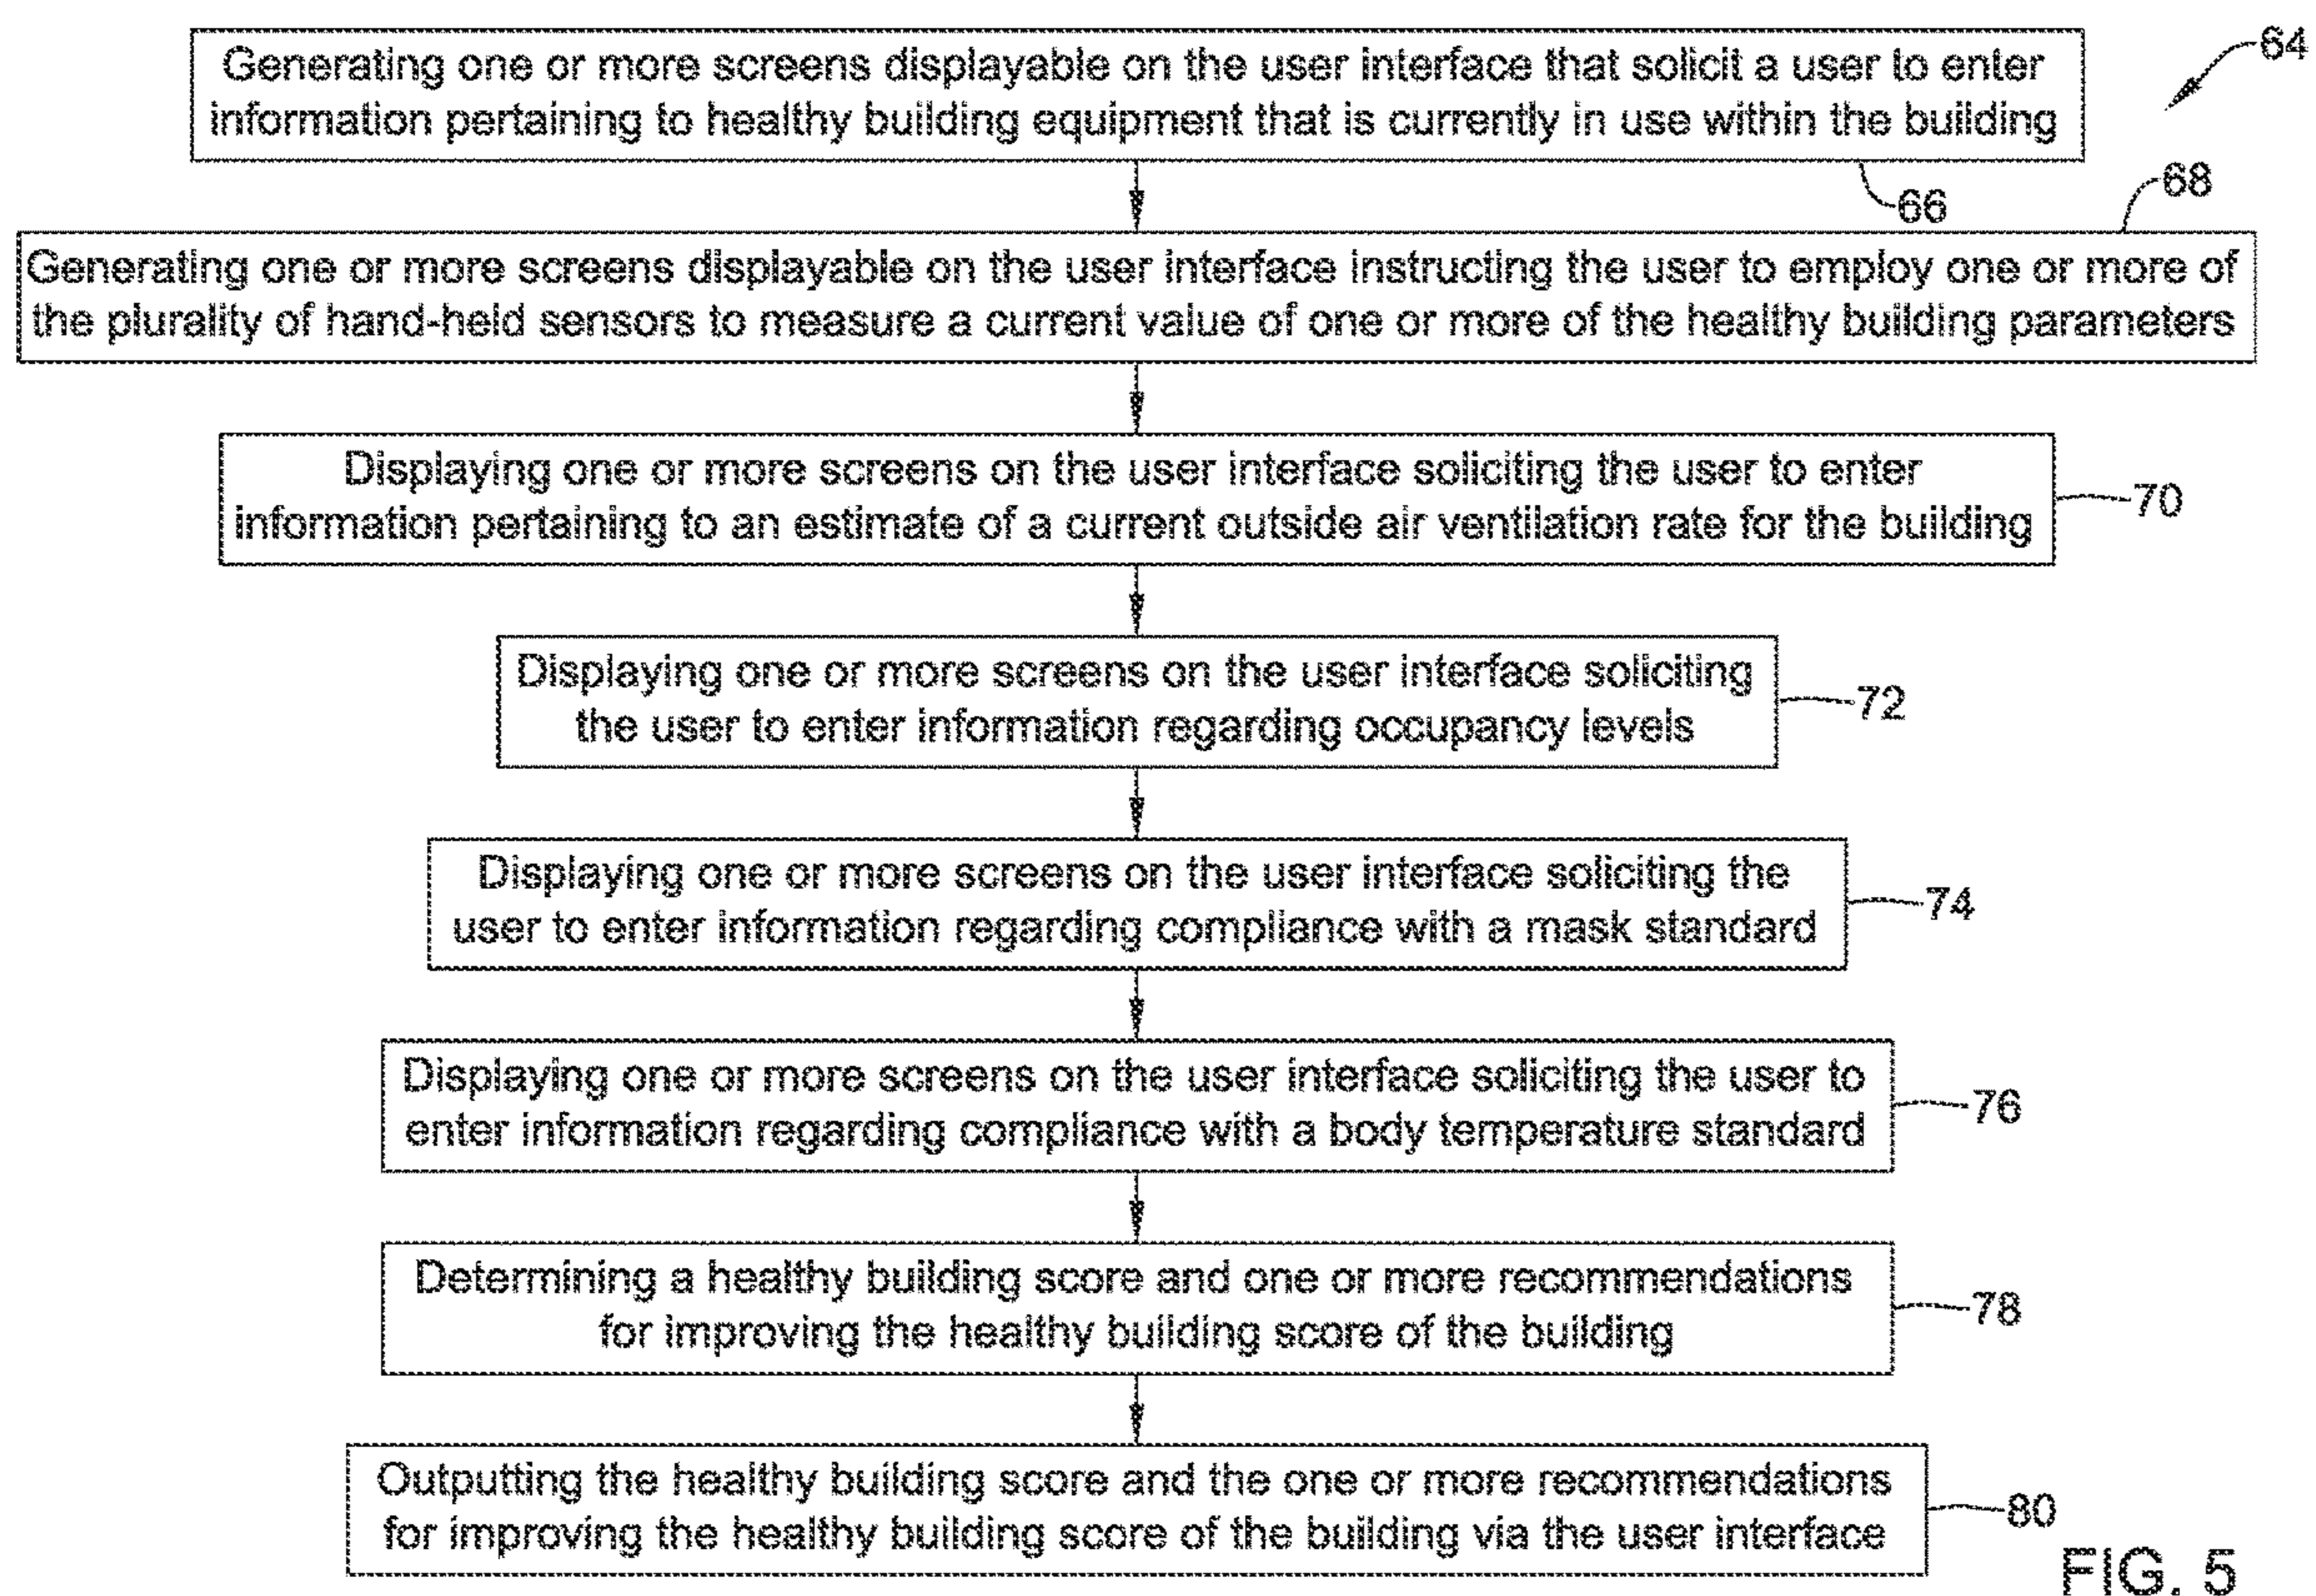 64
Generating one or more screens displayable on the user interface that solicit a user to enter
information pertaining to healthy building equipment that is currently in use within the building
66
68
Generating one or more screens displayable on the user interface instructing the user to employ one or more of
the plurality of hand-held sensors to measure a current value of one or more of the healthy building parameters
Displaying one or more screens on the user interface soliciting the user to enter
information pertaining to an estimate of a current outside air ventilation rate for the building
70
Displaying one or more screens on the user interface soliciting
the user to enter information regarding occupancy levels
72
Displaying one or more screens on the user interface soliciting the
user to enter information regarding compliance with a mask standard
74
Displaying one or more screens on the user interface soliciting the user to
enter information regarding compliance with a body temperature standard
76
Determining a healthy building score and one or more recommendations
for improving the healthy building score of the building
78
Outputting the healthy building score and the one or more recommendations
for improving the healthy building score of the building via the user interface
80
FIG. 5